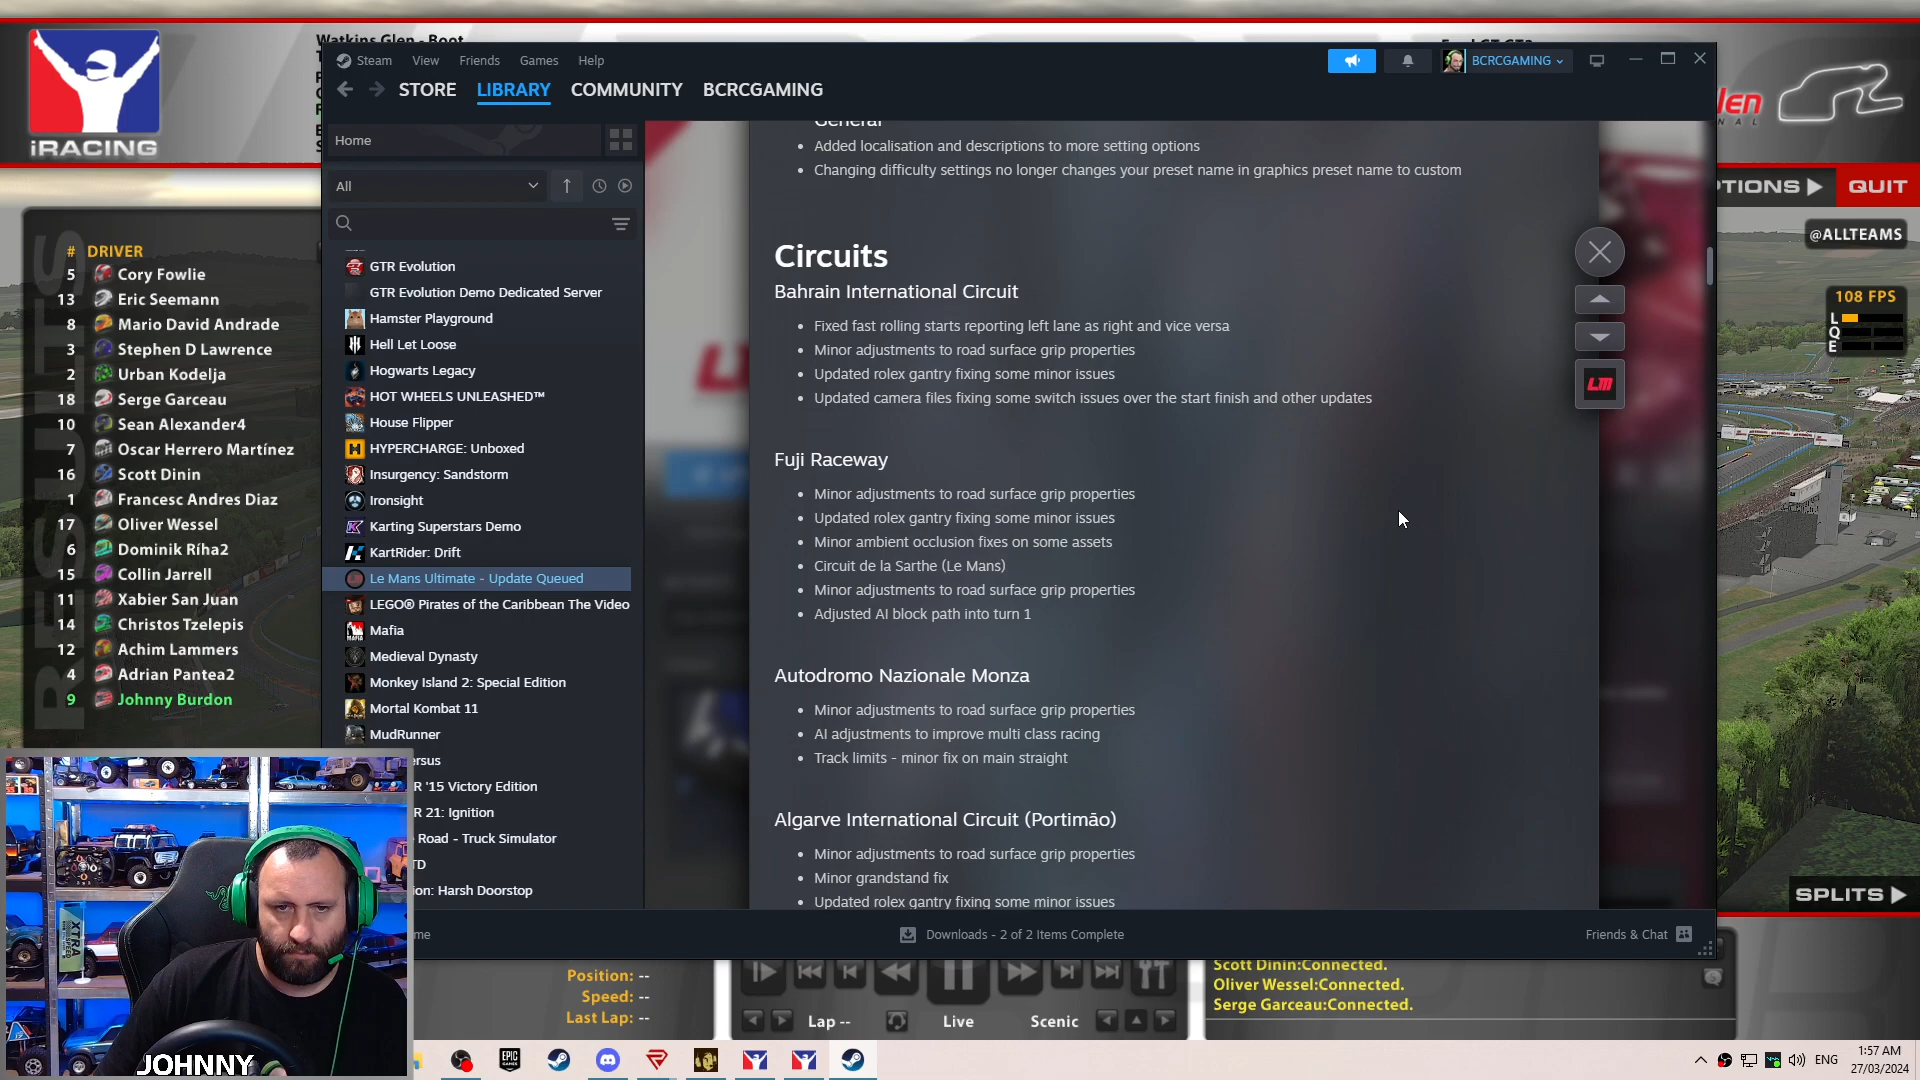 iRACING
Watkins Glen - Boot
Steam View Friends Games Help
BCRCGAMING
STORE LIBRARY COMMUNITY BCRCGAMING
Home
All
GTR Evolution
GTR Evolution Demo Dedicated Server
Hamster Playground
Hell Let Loose
Hogwarts Legacy
HOT WHEELS UNLEASHED™
House Flipper
HYPERCHARGE: Unboxed
Insurgency: Sandstorm
Ironsight
Karting Superstars Demo
KartRider: Drift
Le Mans Ultimate - Update Queued
LEGO® Pirates of the Caribbean The Video
Mafia
Medieval Dynasty
Monkey Island 2: Special Edition
Mortal Kombat 11
MudRunner
ersus
R '15 Victory Edition
R 21: Ignition
Road - Truck Simulator
TD
ion: Harsh Doorstop
me
General
• Added localisation and descriptions to more setting options
• Changing difficulty settings no longer changes your preset name in graphics preset name to custom
Circuits
Bahrain International Circuit
• Fixed fast rolling starts reporting left lane as right and vice versa
• Minor adjustments to road surface grip properties
• Updated rolex gantry fixing some minor issues
• Updated camera files fixing some switch issues over the start finish and other updates
Fuji Raceway
• Minor adjustments to road surface grip properties
• Updated rolex gantry fixing some minor issues
• Minor ambient occlusion fixes on some assets
• Circuit de la Sarthe (Le Mans)
• Minor adjustments to road surface grip properties
• Adjusted AI block path into turn 1
Autodromo Nazionale Monza
• Minor adjustments to road surface grip properties
• AI adjustments to improve multi class racing
• Track limits - minor fix on main straight
Algarve International Circuit (Portimão)
• Minor adjustments to road surface grip properties
• Minor grandstand fix
• Updated rolex gantry fixing some minor issues
LM
Downloads - 2 of 2 Items Complete
Friends & Chat
RESULTS
# DRIVER
5 Cory Fowlie
13 Eric Seemann
8 Mario David Andrade
3 Stephen D Lawrence
2 Urban Kodelja
18 Serge Garceau
10 Sean Alexander4
7 Oscar Herrero Martínez
16 Scott Dinin
1 Francesc Andres Diaz
17 Oliver Wessel
6 Dominik Ríha2
15 Collin Jarrell
11 Xabier San Juan
14 Christos Tzelepis
12 Achim Lammers
4 Adrian Pantea2
9 Johnny Burdon
len
PTIONS
QUIT
@ALLTEAMS
108 FPS
L
Q
E
SPLITS
XTRA SPEED
JOHNNY
Position: --
Speed: --
Last Lap: --
Lap -- Live Scenic
Scott Dinin:Connected.
Oliver Wessel:Connected.
Serge Garceau:Connected.
EPIC GAMES
ENG
1:57 AM
27/03/2024